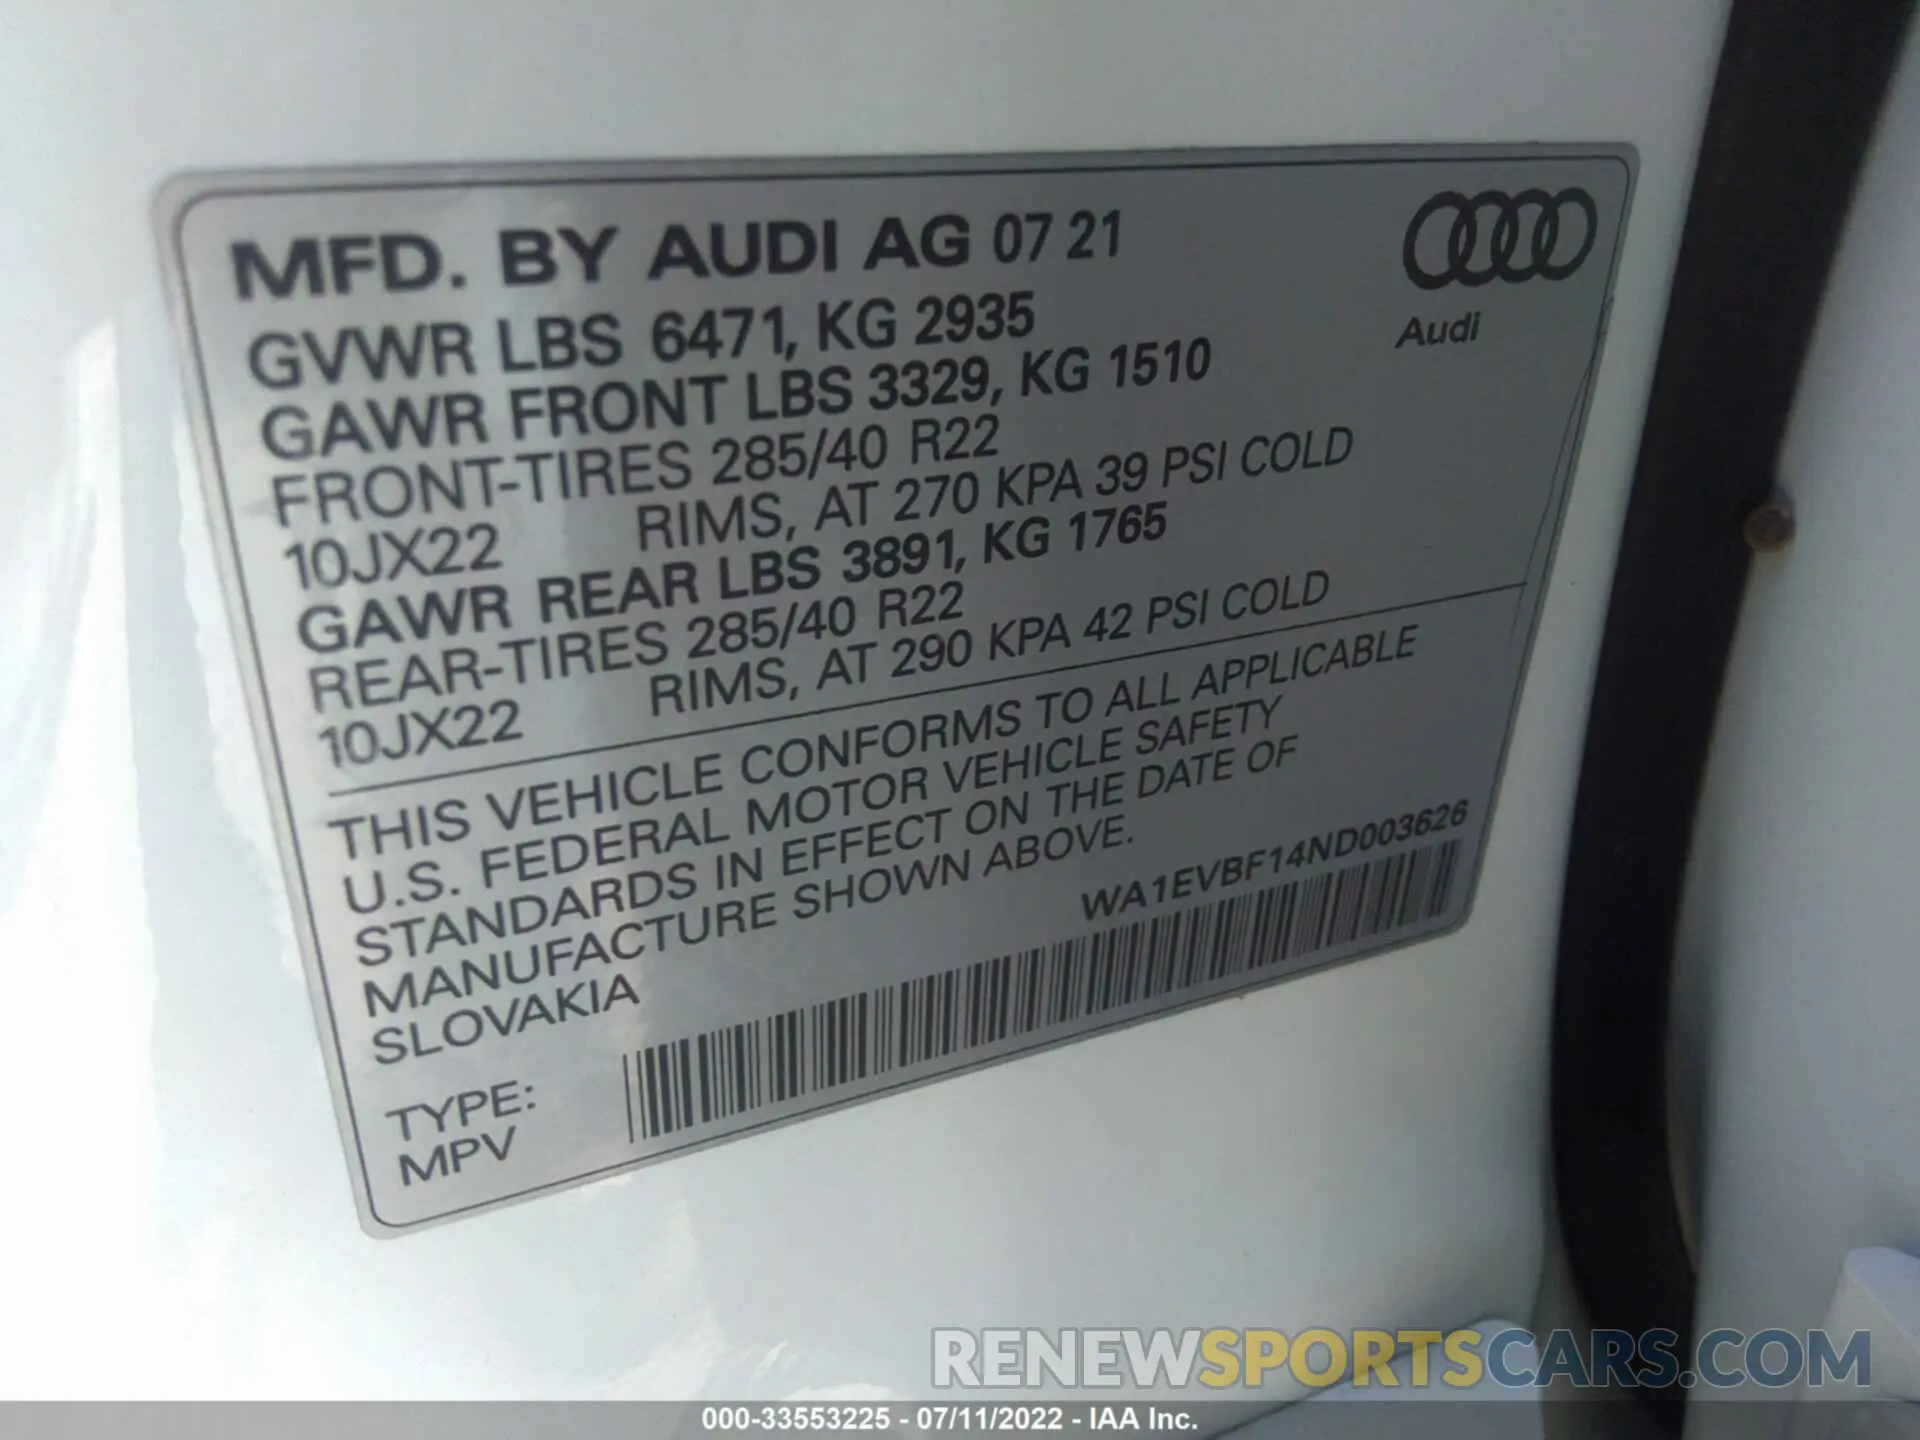 MFD. BY AUDI AG 07 21
GVWR LBS 6471, KG 2935
GAWR FRONT LBS 3329, KG 1510
FRONT-TIRES 285/40 R22
10JX22 RIMS, AT 270 KPA 39 PSI COLD
GAWR REAR LBS 3891, KG 1765
REAR-TIRES 285/40 R22
10JX22 RIMS, AT 290 KPA 42 PSI COLD
Audi
THIS VEHICLE CONFORMS TO ALL APPLICABLE
U.S. FEDERAL MOTOR VEHICLE SAFETY
STANDARDS IN EFFECT ON THE DATE OF
MANUFACTURE SHOWN ABOVE.
SLOVAKIA
WA1EVBF14ND003626
TYPE:
MPV
RENEWSPORTSCARS.COM
000-33553225 - 07/11/2022 - IAA Inc.